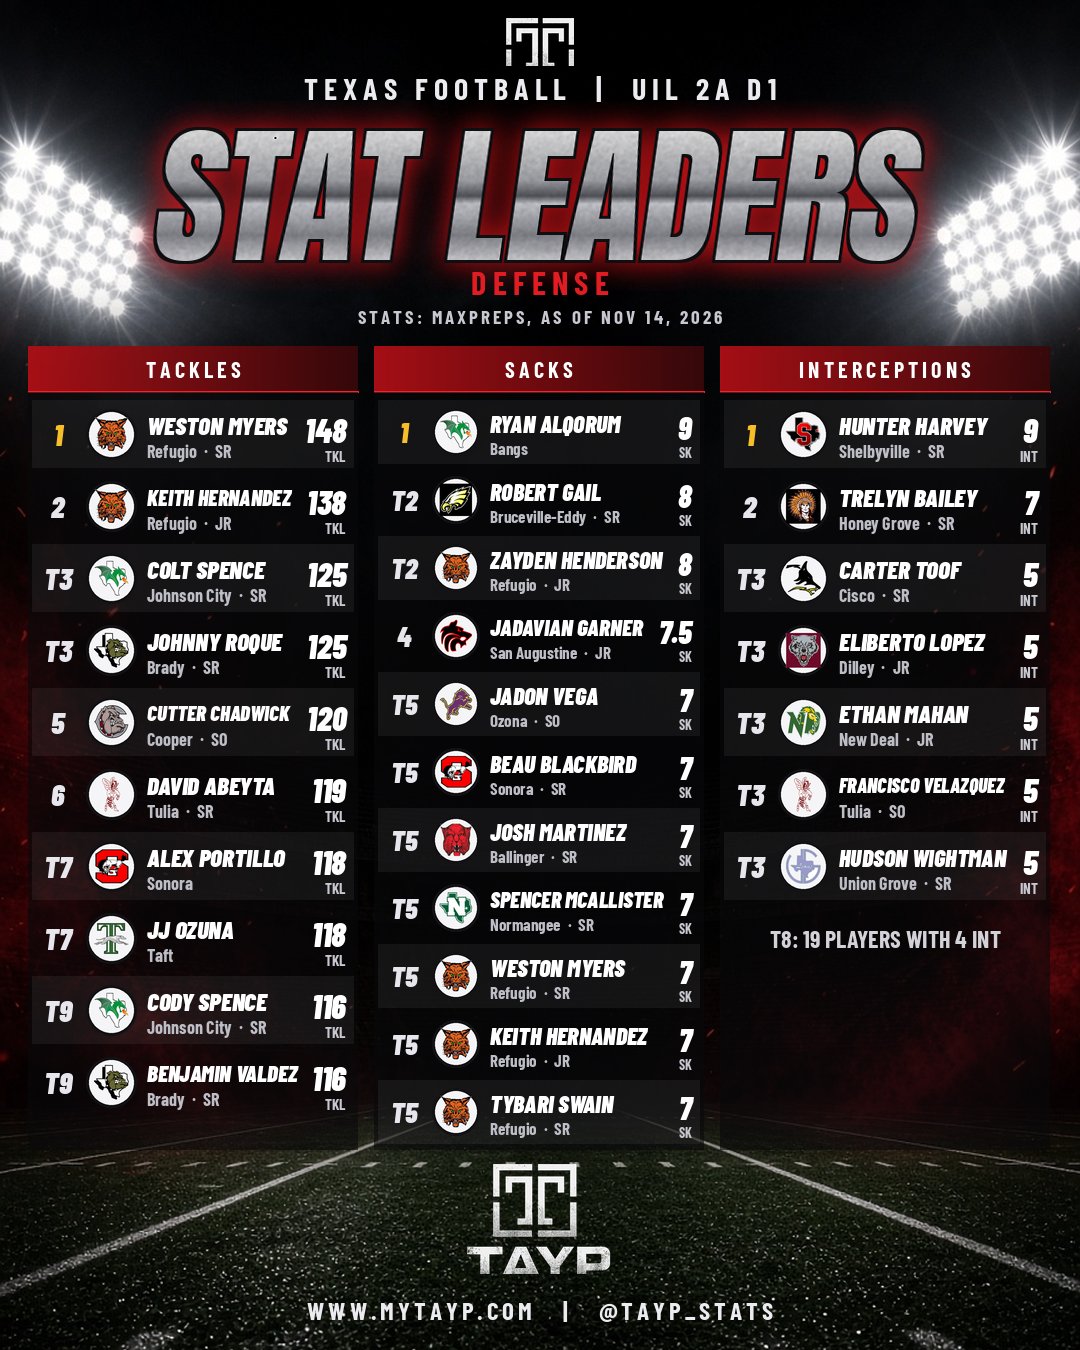 TEXAS FOOTBALL | UIL 2A D1
STAT LEADERS
DEFENSE
STATS: MAXPREPS, AS OF NOV 14, 2026
TACKLES
1 WESTON MYERS 148
Refugio · SR TKL
2 KEITH HERNANDEZ 138
Refugio · JR TKL
T3 COLT SPENCE 125
Johnson City · SR TKL
T3 JOHNNY ROQUE 125
Brady · SR TKL
5 CUTTER CHADWICK 120
Cooper · SO TKL
6 DAVID ABEYTA 119
Tulia · SR TKL
T7 ALEX PORTILLO 118
Sonora TKL
T7 JJ OZUNA 118
Taft TKL
T9 CODY SPENCE 116
Johnson City · SR TKL
T9 BENJAMIN VALDEZ 116
Brady · SR TKL
SACKS
1 RYAN ALQORUM 9
Bangs SK
T2 ROBERT GAIL 8
Bruceville-Eddy · SR SK
T2 ZAYDEN HENDERSON 8
Refugio · JR SK
4 JADAVIAN GARNER 7.5
San Augustine · JR SK
T5 JADON VEGA 7
Ozona · SO SK
T5 BEAU BLACKBIRD 7
Sonora · SR SK
T5 JOSH MARTINEZ 7
Ballinger · SR SK
T5 SPENCER MCALLISTER 7
Normangee · SR SK
T5 WESTON MYERS 7
Refugio · SR SK
T5 KEITH HERNANDEZ 7
Refugio · JR SK
T5 TYBARI SWAIN 7
Refugio · SR SK
INTERCEPTIONS
1 HUNTER HARVEY 9
Shelbyville · SR INT
2 TRELYN BAILEY 7
Honey Grove · SR INT
T3 CARTER TOOF 5
Cisco · SR INT
T3 ELIBERTO LOPEZ 5
Dilley · JR INT
T3 ETHAN MAHAN 5
New Deal · JR INT
T3 FRANCISCO VELAZQUEZ 5
Tulia · SO INT
T3 HUDSON WIGHTMAN 5
Union Grove · SR INT
T8: 19 PLAYERS WITH 4 INT
TAYP
WWW.MYTAYP.COM | @TAYP_STATS